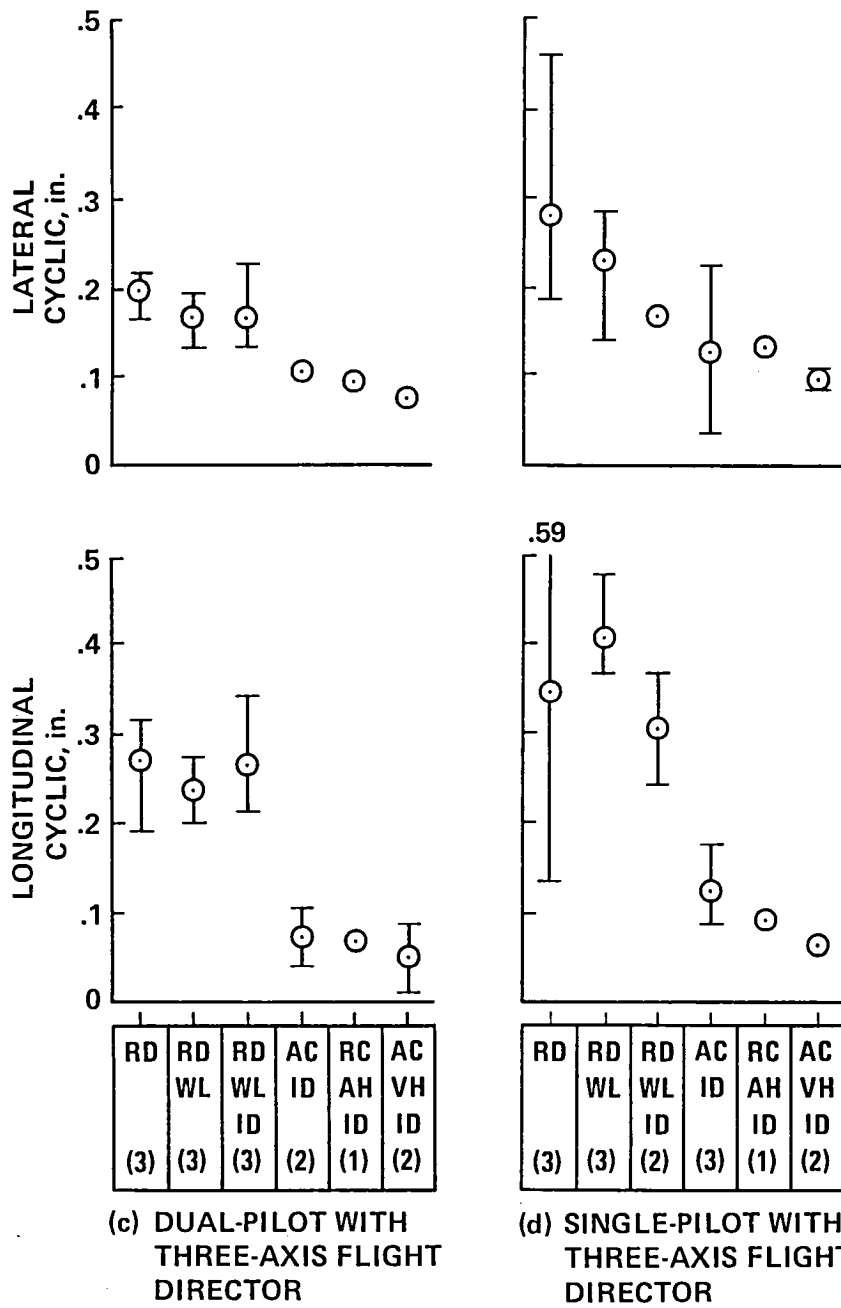 .5
.4
.3
.2
.1
0
LATERAL
CYCLIC, in.
.59
.5
.4
.3
.2
.1
0
LONGITUDINAL
CYCLIC, in.
RD
(3)
RD
WL
(3)
RD
WL
ID
(3)
AC
ID
(2)
RC
AH
ID
(1)
AC
VH
ID
(2)
RD
(3)
RD
WL
(3)
RD
WL
ID
(2)
AC
ID
(3)
RC
AH
ID
(1)
AC
VH
ID
(2)
(c) DUAL-PILOT WITH
THREE-AXIS FLIGHT
DIRECTOR
(d) SINGLE-PILOT WITH
THREE-AXIS FLIGHT
DIRECTOR